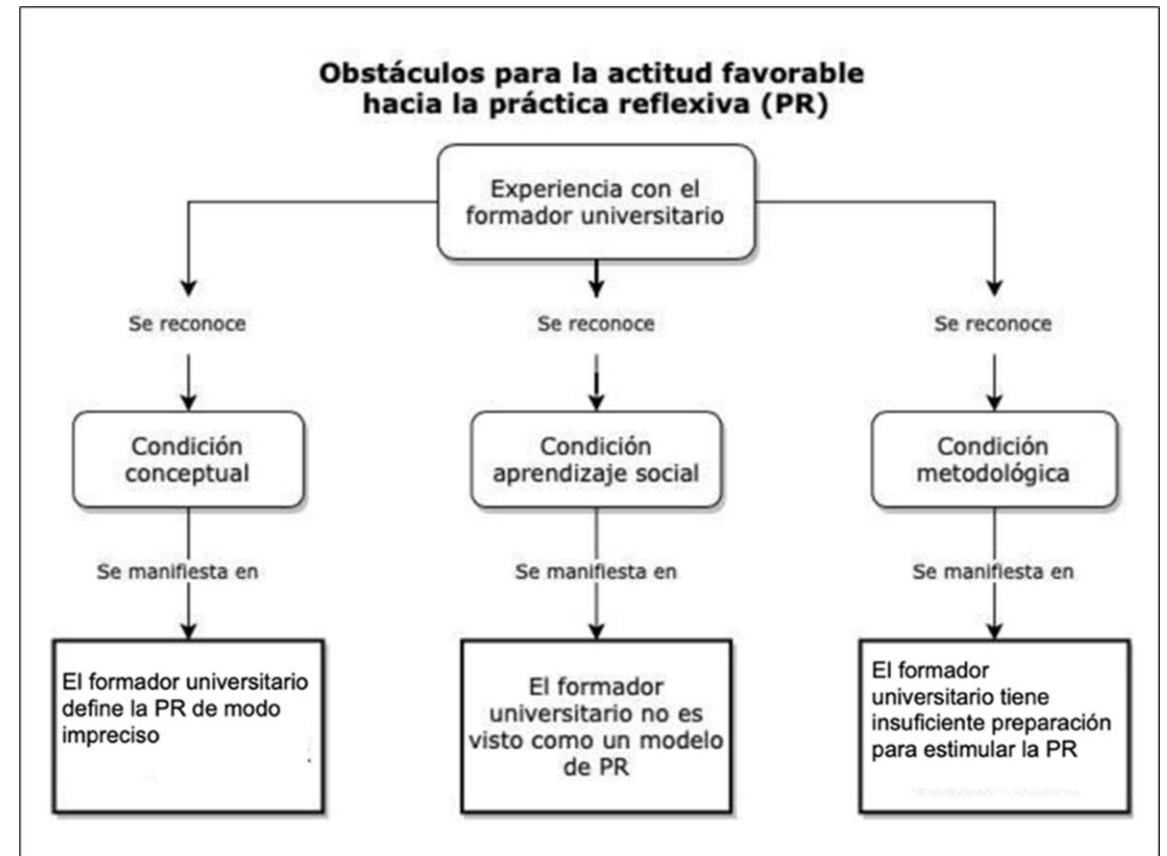 Obstáculos para la actitud favorable
hacia la práctica reflexiva (PR)
Experiencia con el
formador universitario
Se reconoce
Se reconoce
Se reconoce
Condición
conceptual
Condición
aprendizaje social
Condición
metodológica
Se manifiesta en
Se manifiesta en
Se manifiesta en
El formador universitario
define la PR de modo
impreciso
El formador
universitario no es
visto como un modelo
de PR
El formador
universitario tiene
insuficiente preparación
para estimular la PR